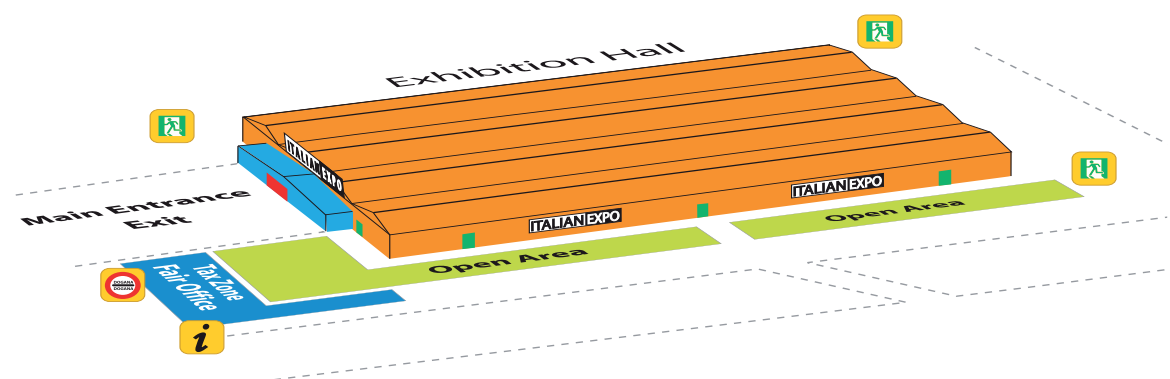 Exhibition Hall
ITALIAN EXPO
Main Entrance
Exit
ITALIAN EXPO
ITALIAN EXPO
Open Area
Open Area
Tax Zone
Fair Office
DOGANA
DOGANA
i